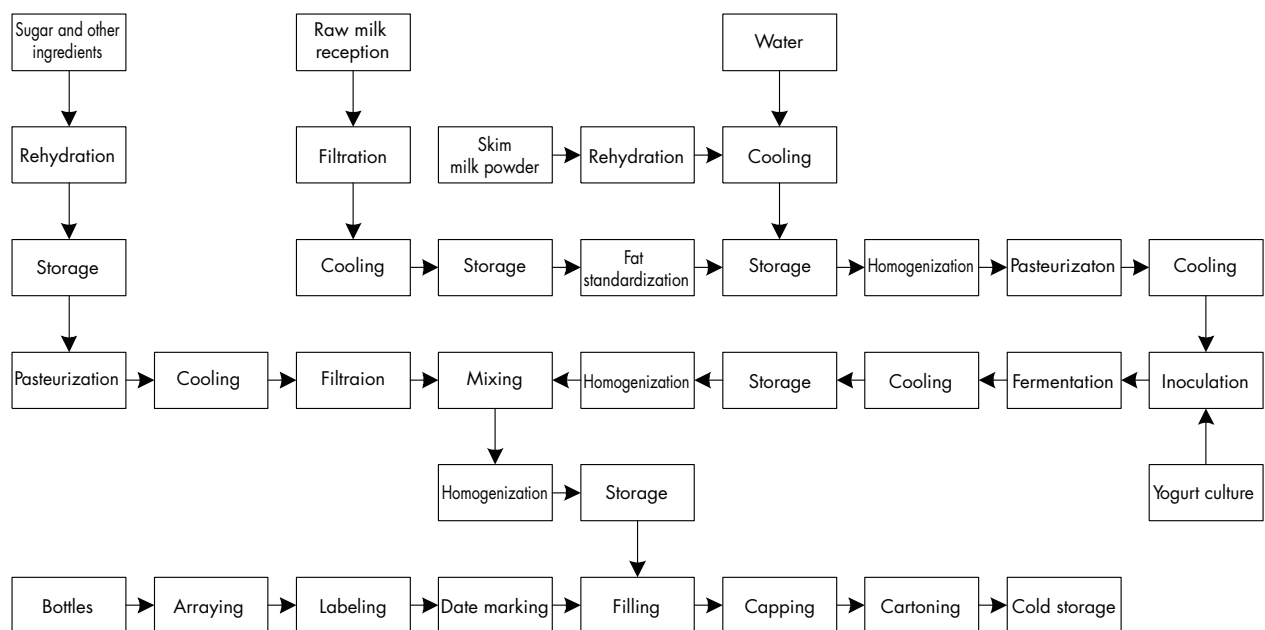 Sugar and other
ingredients
Raw milk
reception
Water
Rehydration
Filtration
Skim
milk powder
Rehydration
Cooling
Storage
Cooling
Storage
Fat
standardization
Storage
Homogenization
Pasteurizaton
Cooling
Pasteurization
Cooling
Filtraion
Mixing
Homogenization
Storage
Cooling
Fermentation
Inoculation
Homogenization
Storage
Yogurt culture
Bottles
Arraying
Labeling
Date marking
Filling
Capping
Cartoning
Cold storage